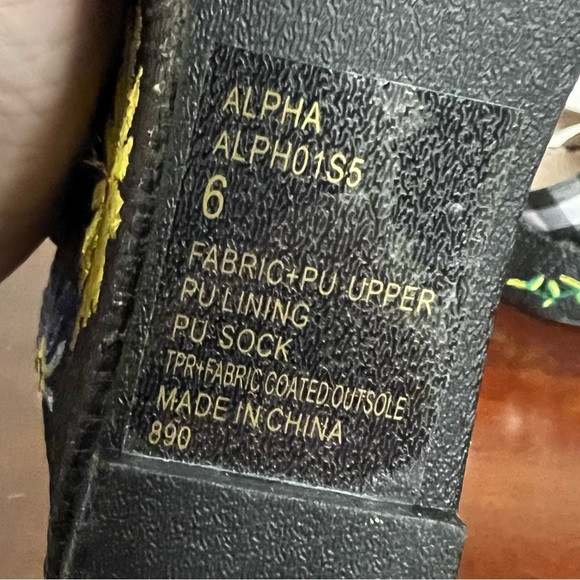 ALPHA
ALPH01S5
6
FABRIC+PU UPPER
PU LINING
PU SOCK
TPR+FABRIC COATED OUTSOLE
MADE IN CHINA
890